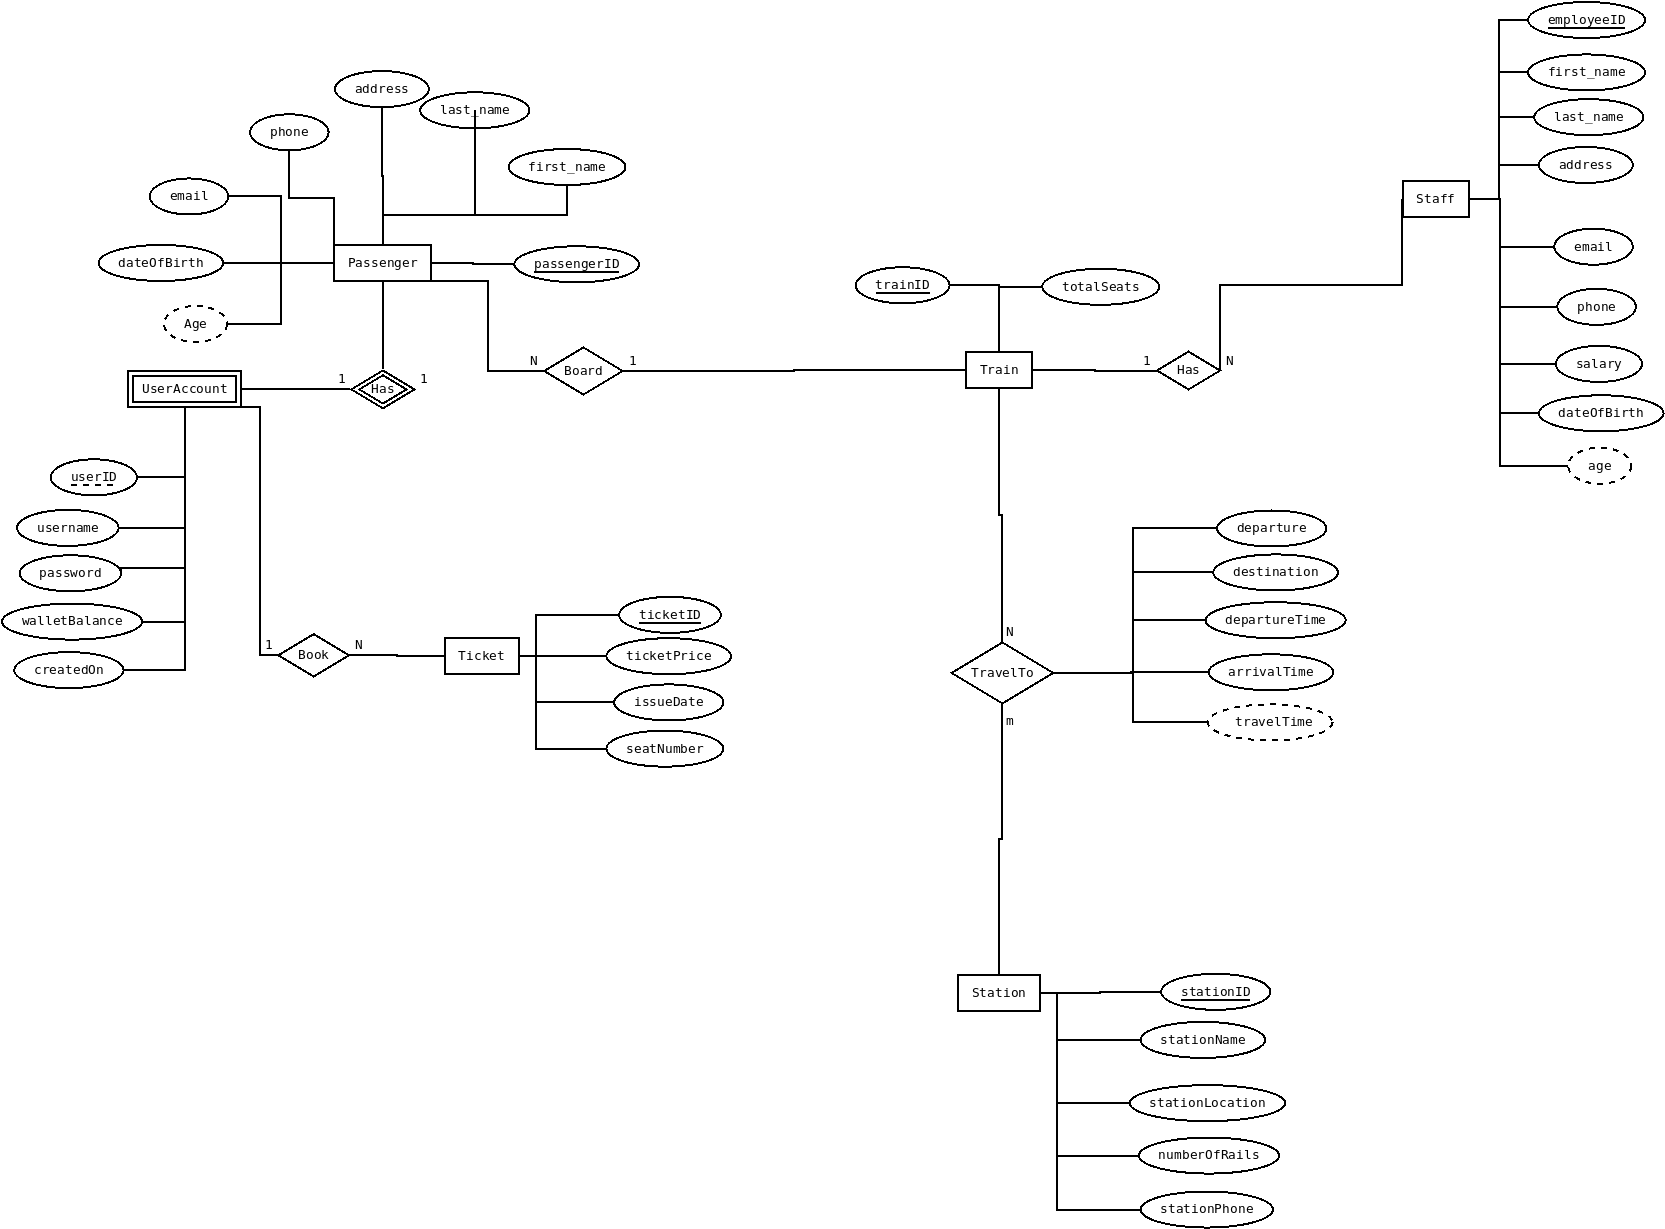 employeeID
first_name
last_name
address
Staff
email
phone
salary
dateOfBirth
age
address
last_name
phone
first_name
email
dateOfBirth
Passenger
passengerID
Age
trainID
totalSeats
N
Board
1
Train
1
Has
N
UserAccount
1
Has
1
userID
username
password
walletBalance
createdOn
1
Book
N
Ticket
ticketID
ticketPrice
issueDate
seatNumber
N
TravelTo
m
departure
destination
departureTime
arrivalTime
travelTime
Station
stationID
stationName
stationLocation
numberOfRails
stationPhone